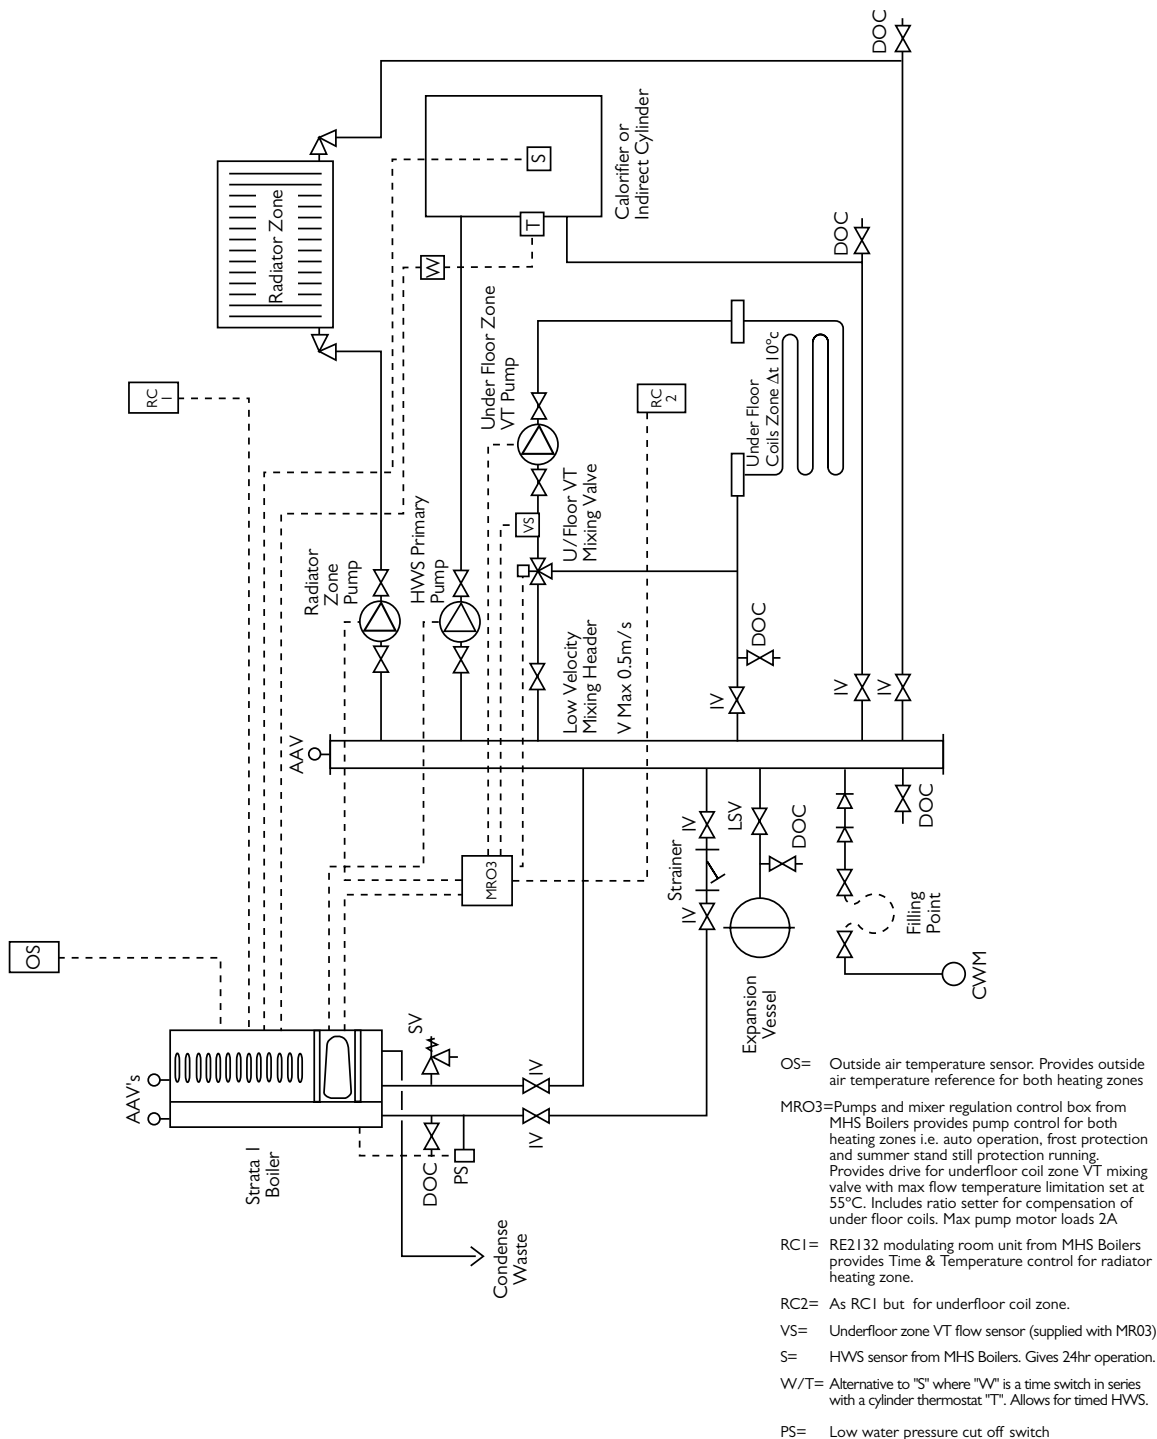 DOC
Radiator Zone
S
Calorifier or
Indirect Cylinder
T
W
DOC
RC
1
Under Floor Zone
VT Pump
RC
2
Under Floor
Coils Zone Δt 10°c
VS
U/Floor VT
Mixing Valve
Radiator
Zone
Pump
HWS Primary
Pump
Low Velocity
Mixing Header
V Max 0.5m/s
DOC
IV
IV
IV
AAV
MRO3
Strainer
IV
IV
LSV
DOC
DOC
OS
Filling
Point
CWM
Expansion
Vessel
SV
IV
IV
AAV's
Strata 1
Boiler
DOC
PS
Condense
Waste
OS= Outside air temperature sensor. Provides outside
air temperature reference for both heating zones
MRO3=Pumps and mixer regulation control box from
MHS Boilers provides pump control for both
heating zones i.e. auto operation, frost protection
and summer stand still protection running.
Provides drive for underfloor coil zone VT mixing
valve with max flow temperature limitation set at
55ºC. Includes ratio setter for compensation of
under floor coils. Max pump motor loads 2A
RC1= RE2132 modulating room unit from MHS Boilers
provides Time & Temperature control for radiator
heating zone.
RC2= As RC1 but for underfloor coil zone.
VS= Underfloor zone VT flow sensor (supplied with MR03)
S= HWS sensor from MHS Boilers. Gives 24hr operation.
W/T= Alternative to "S" where "W" is a time switch in series
with a cylinder thermostat "T". Allows for timed HWS.
PS= Low water pressure cut off switch